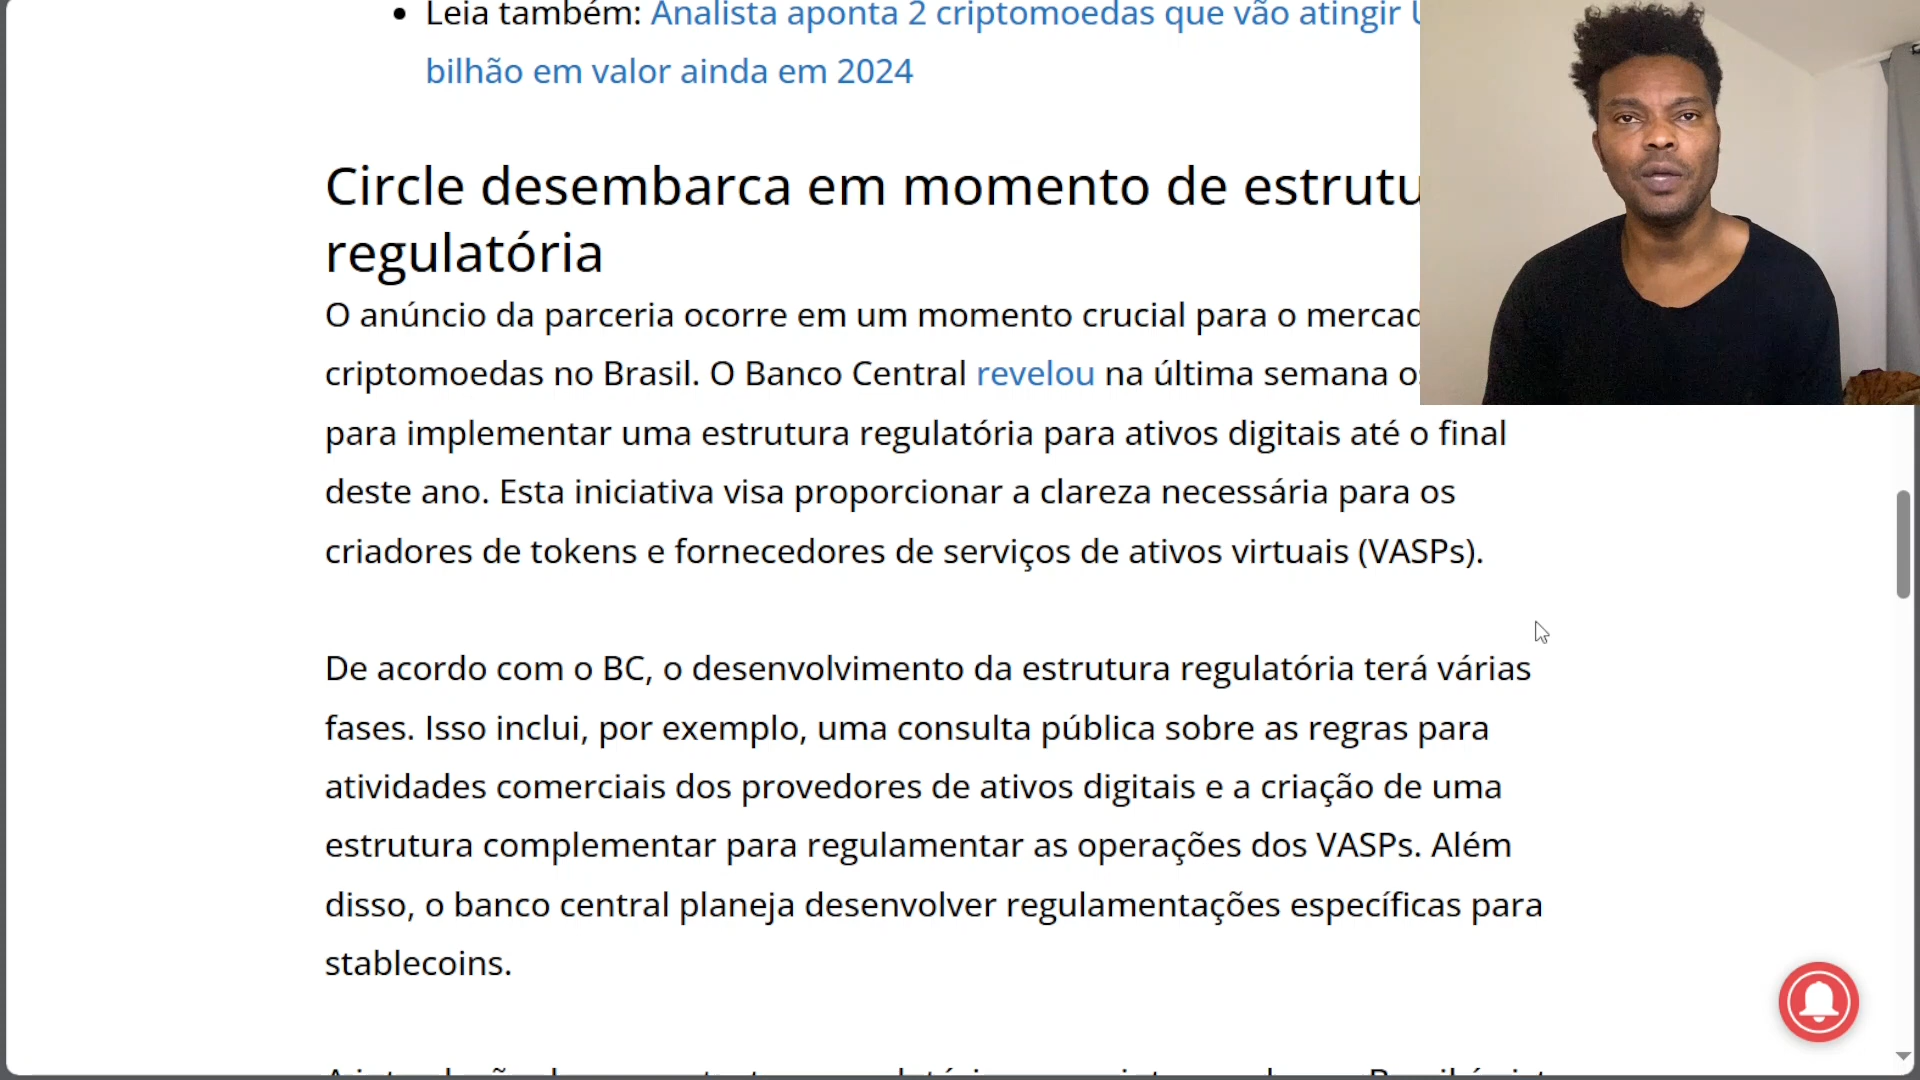 Leia também: Analista aponta 2 criptomoedas que vão atingir
bilhão em valor ainda em 2024
Circle desembarca em momento de
regulatória
O anúncio da parceria ocorre em um momento crucial para o
criptomoedas no Brasil. O Banco Central revelou na última semana
para implementar uma estrutura regulatória para ativos digitais até o final
deste ano. Esta iniciativa visa proporcionar a clareza necessária para os
criadores de tokens e fornecedores de serviços de ativos virtuais (VASPs).
De acordo com o BC, o desenvolvimento da estrutura regulatória terá várias
fases. Isso inclui, por exemplo, uma consulta pública sobre as regras para
atividades comerciais dos provedores de ativos digitais e a criação de uma
estrutura complementar para regulamentar as operações dos VASPs. Além
disso, o banco central planeja desenvolver regulamentações específicas para
stablecoins.